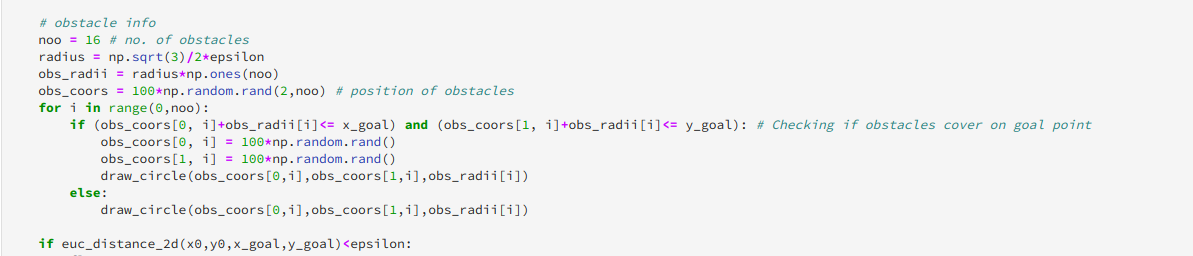 # obstacle info
noo = 16 # no. of obstacles
radius = np.sqrt(3)/2*epsilon
obs_radii = radius*np.ones(noo)
obs_coors = 100*np.random.rand(2,noo) # position of obstacles
for i in range(0,noo):
    if (obs_coors[0, i]+obs_radii[i]<= x_goal) and (obs_coors[1, i]+obs_radii[i]<= y_goal): # Checking if obstacles cover on goal point
        obs_coors[0, i] = 100*np.random.rand()
        obs_coors[1, i] = 100*np.random.rand()
        draw_circle(obs_coors[0,i],obs_coors[1,i],obs_radii[i])
    else:
        draw_circle(obs_coors[0,i],obs_coors[1,i],obs_radii[i])
if euc_distance_2d(x0,y0,x_goal,y_goal)<epsilon: